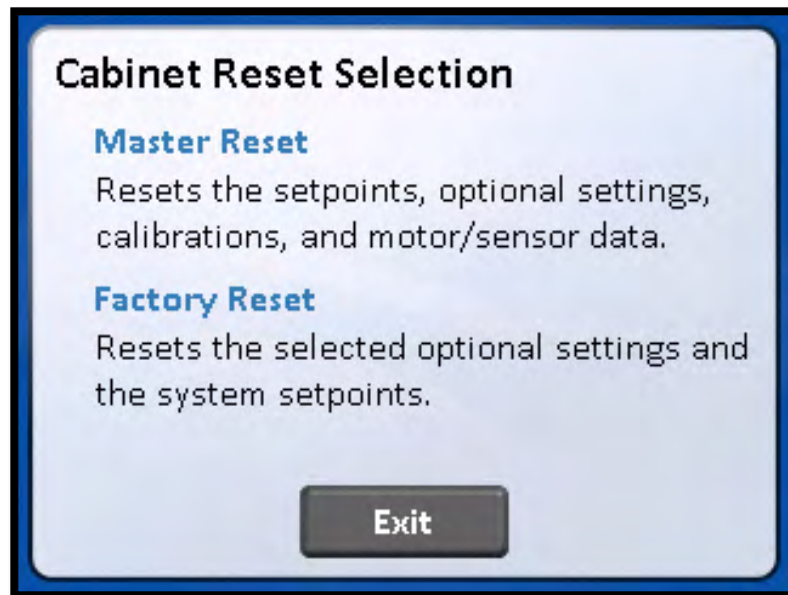 Cabinet Reset Selection
Master Reset
Resets the setpoints, optional settings,
calibrations, and motor/sensor data.
Factory Reset
Resets the selected optional settings and
the system setpoints.
Exit